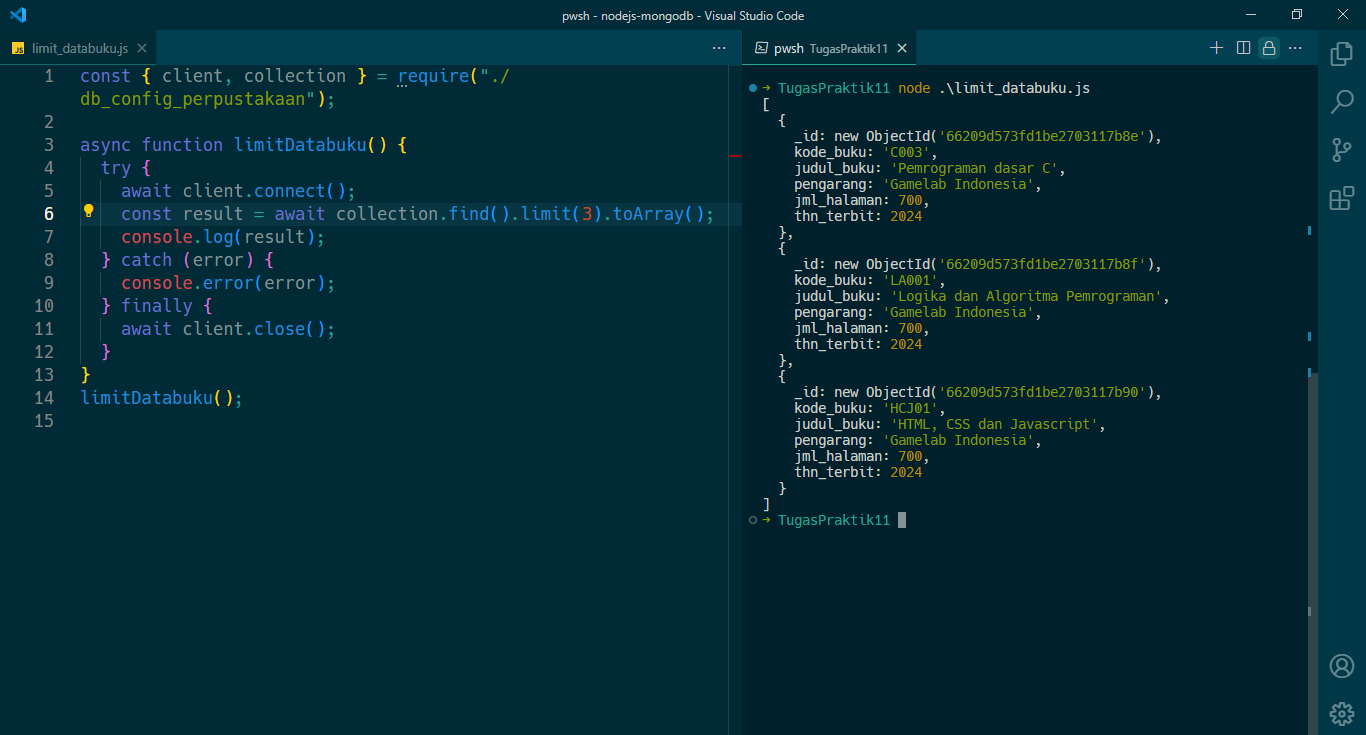 pwsh - nodejs-mongodb - Visual Studio Code
JS limit_databuku.js
pwsh TugasPraktik11
1 const { client, collection } = require("./
db_config_perpustakaan");
2
3 async function limitDatabuku() {
4 try {
5 await client.connect();
6 const result = await collection.find().limit(3).toArray();
7 console.log(result);
8 } catch (error) {
9 console.error(error);
10 } finally {
11 await client.close();
12 }
13 }
14 limitDatabuku();
15
➜ TugasPraktik11 node .\limit_databuku.js
[
{
_id: new ObjectId('66209d573fd1be2703117b8e'),
kode_buku: 'C003',
judul_buku: 'Pemrograman dasar C',
pengarang: 'Gamelab Indonesia',
jml_halaman: 700,
thn_terbit: 2024
},
{
_id: new ObjectId('66209d573fd1be2703117b8f'),
kode_buku: 'LA001',
judul_buku: 'Logika dan Algoritma Pemrograman',
pengarang: 'Gamelab Indonesia',
jml_halaman: 700,
thn_terbit: 2024
},
{
_id: new ObjectId('66209d573fd1be2703117b90'),
kode_buku: 'HCJ01',
judul_buku: 'HTML, CSS dan Javascript',
pengarang: 'Gamelab Indonesia',
jml_halaman: 700,
thn_terbit: 2024
}
]
➜ TugasPraktik11